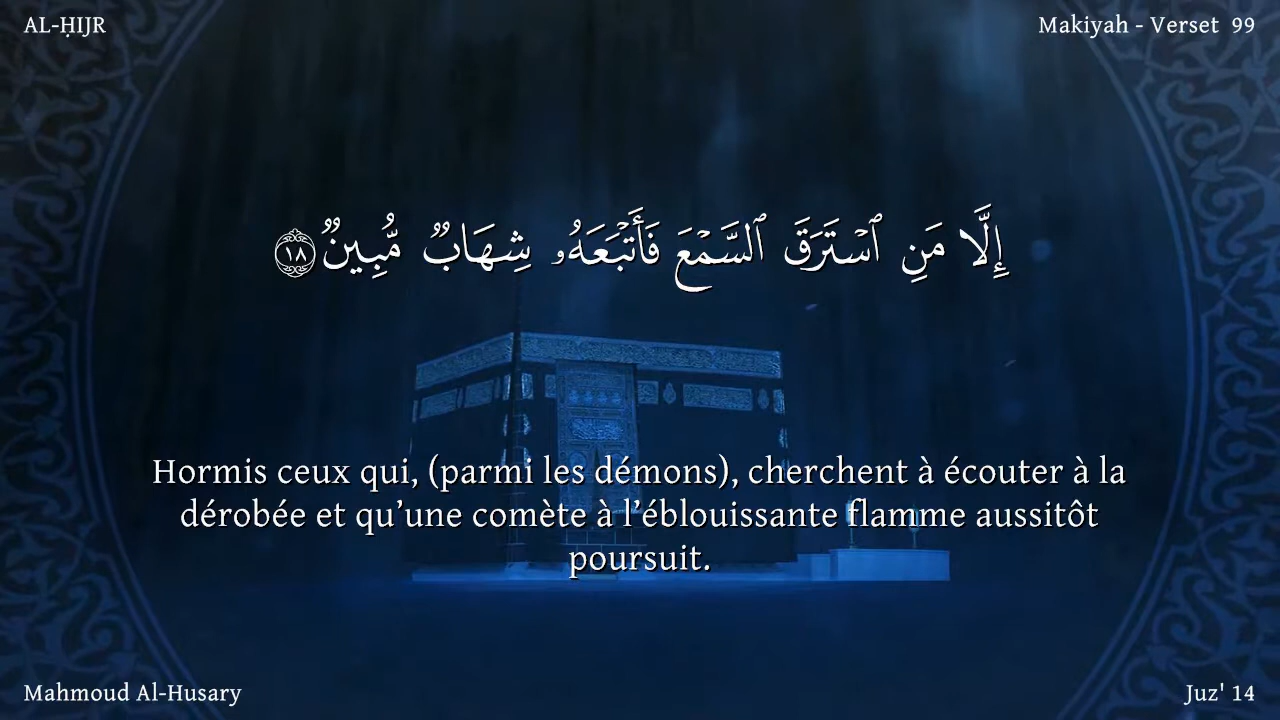 AL-ḤIJR
Makiyah - Verset 99
إِلَّا مَنِ ٱسْتَرَقَ ٱلسَّمْعَ فَأَتْبَعَهُۥ شِهَابٌ مُّبِينٌ ١٨
Hormis ceux qui, (parmi les démons), cherchent à écouter à la
dérobée et qu’une comète à l’éblouissante flamme aussitôt
poursuit.
Mahmoud Al-Husary
Juz' 14